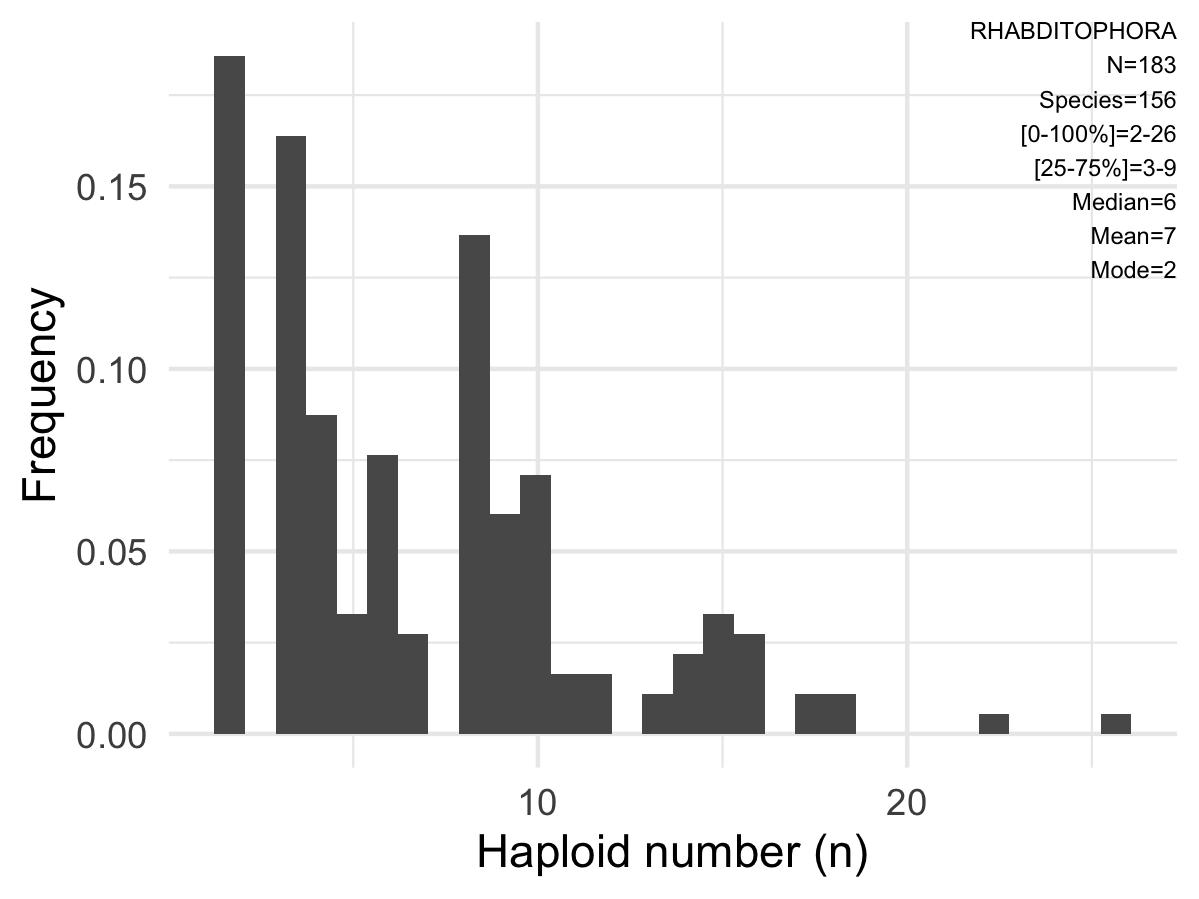 RHABDITOPHORA
N=183
Species=156
[0-100%]=2-26
[25-75%]=3-9
Median=6
Mean=7
Mode=2
Frequency
0.15
0.10
0.05
0.00
10 20
Haploid number (n)